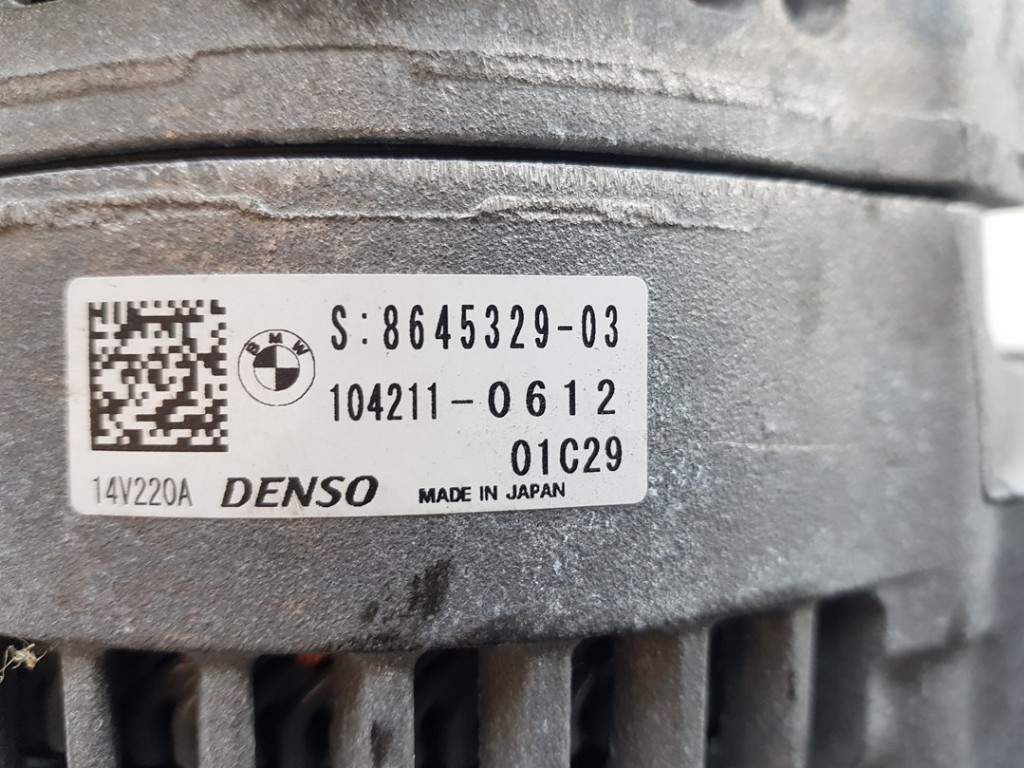 BMW
S:8645329-03
104211-0612
01C29
14V220A DENSO MADE IN JAPAN